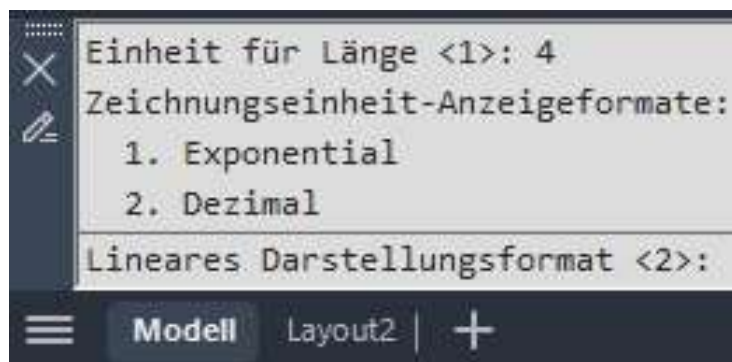 Einheit für Länge <1>: 4
Zeichnungseinheit-Anzeigeformate:
1. Exponential
2. Dezimal
Lineares Darstellungsformat <2>:
Modell Layout2